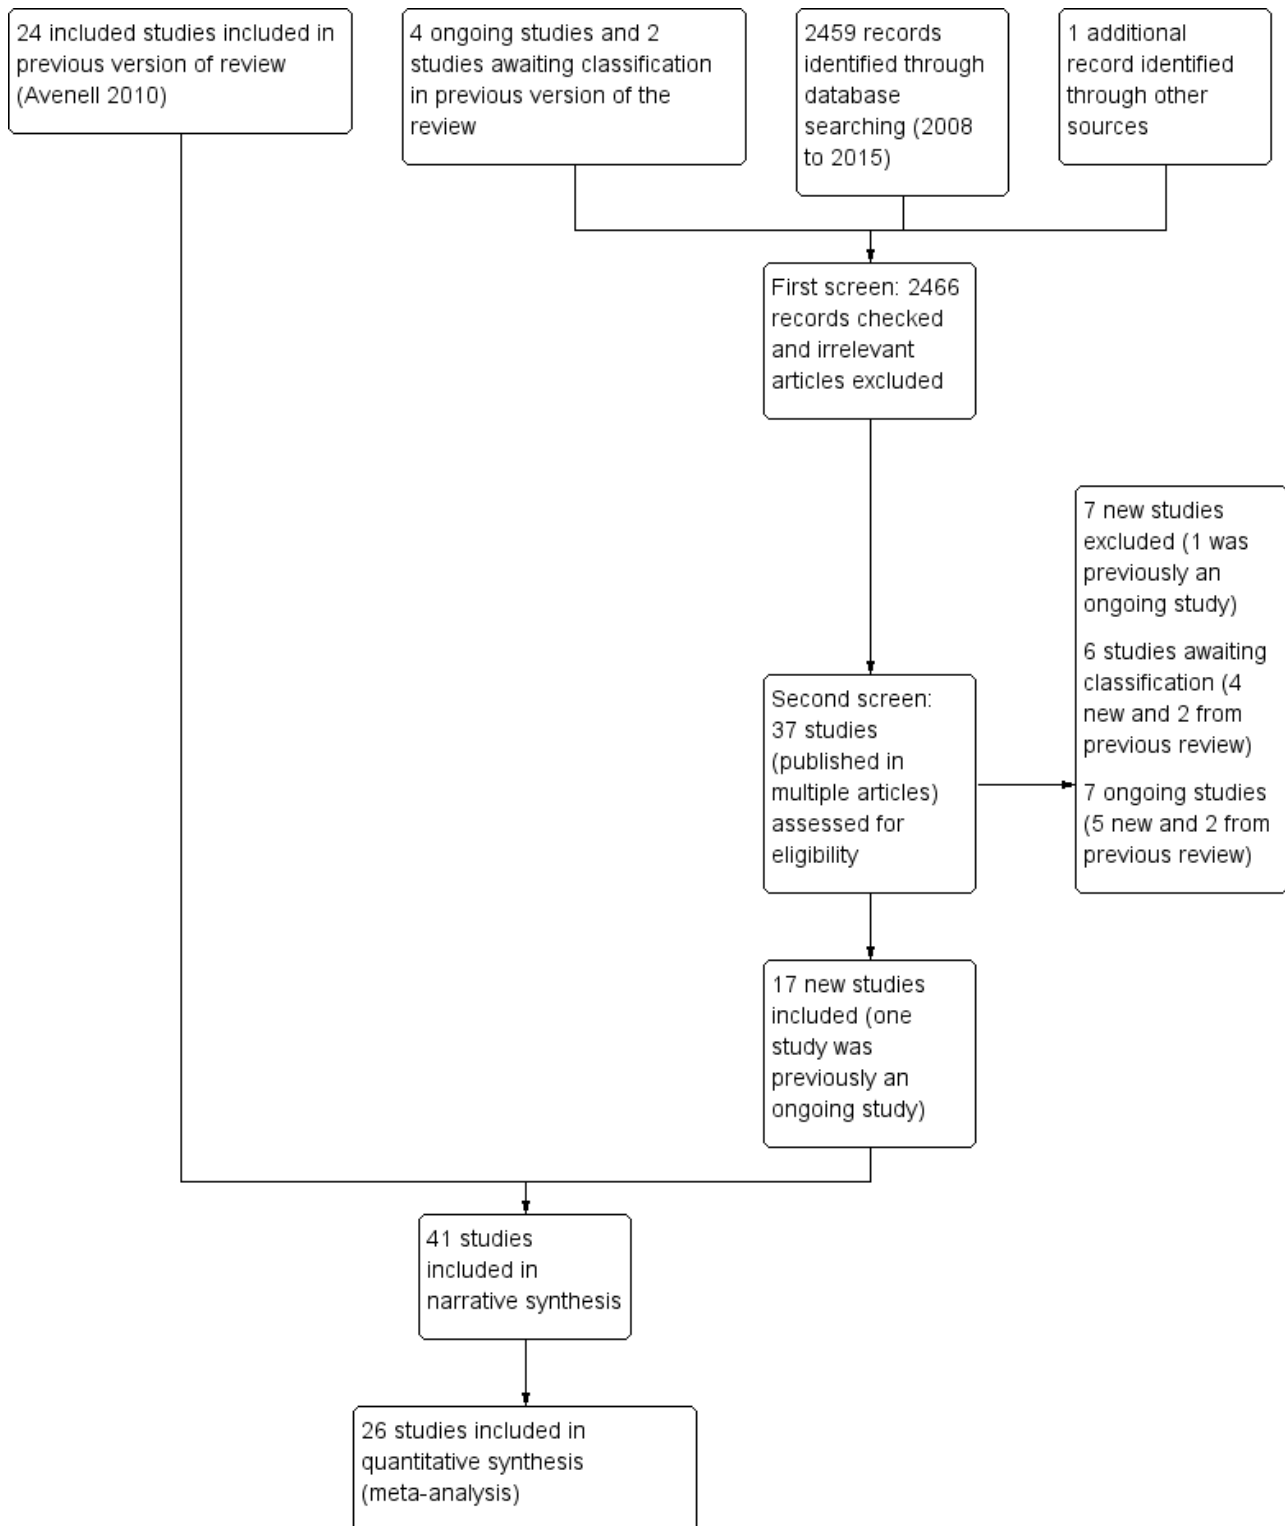 24 included studies included in
previous version of review
(Avenell 2010)
4 ongoing studies and 2
studies awaiting classification
in previous version of the
review
2459 records
identified through
database
searching (2008
to 2015)
1 additional
record identified
through other
sources
First screen: 2466
records checked
and irrelevant
articles excluded
7 new studies
excluded (1 was
previously an
ongoing study)
6 studies awaiting
classification (4
new and 2 from
previous review)
7 ongoing studies
(5 new and 2 from
previous review)
Second screen:
37 studies
(published in
multiple articles)
assessed for
eligibility
17 new studies
included (one
study was
previously an
ongoing study)
41 studies
included in
narrative synthesis
26 studies included in
quantitative synthesis
(meta-analysis)